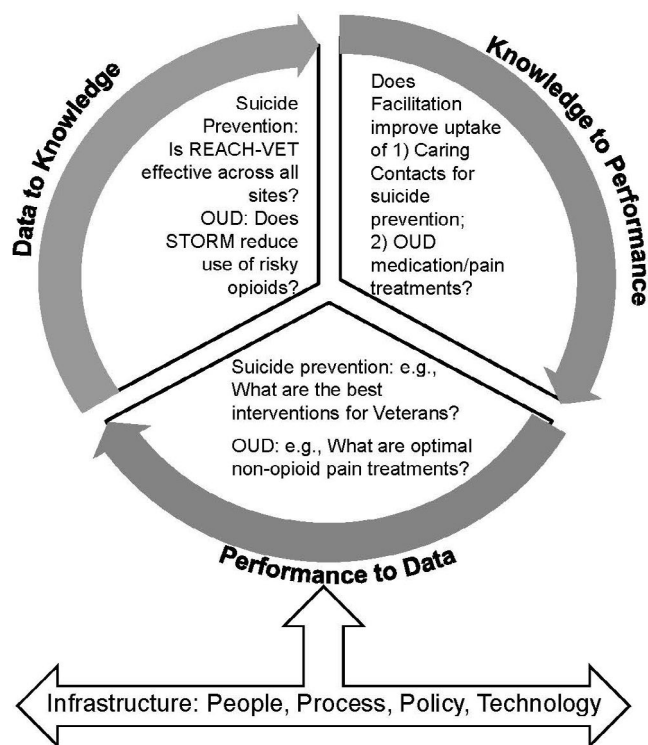 Data to Knowledge
Suicide
Prevention:
Is REACH-VET
effective across all
sites?
OUD: Does
STORM reduce
use of risky
opioids?
Knowledge to Performance
Does
Facilitation
improve uptake
of 1) Caring
Contacts for
suicide
prevention;
2) OUD
medication/pain
treatments?
Suicide prevention: e.g.,
What are the best
interventions for Veterans?
OUD: e.g., What are optimal
non-opioid pain treatments?
Performance to Data
Infrastructure: People, Process, Policy, Technology